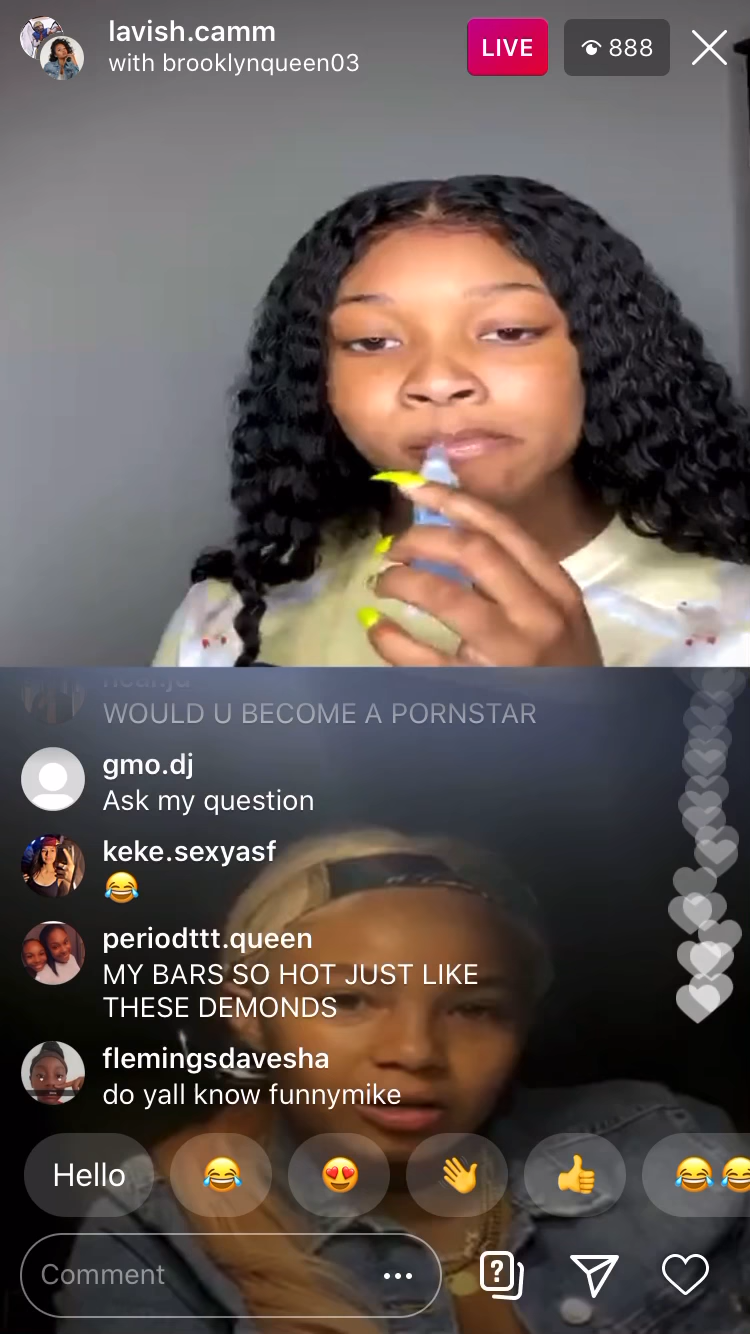 lavish.camm
with brooklynqueen03
LIVE
888
WOULD U BECOME A PORNSTAR
gmo.dj
Ask my question
keke.sexyasf
😂
periodttt.queen
MY BARS SO HOT JUST LIKE
THESE DEMONDS
flemingsdavesha
do yall know funnymike
Hello 😂 😍 👋 👍 😂😂
Comment